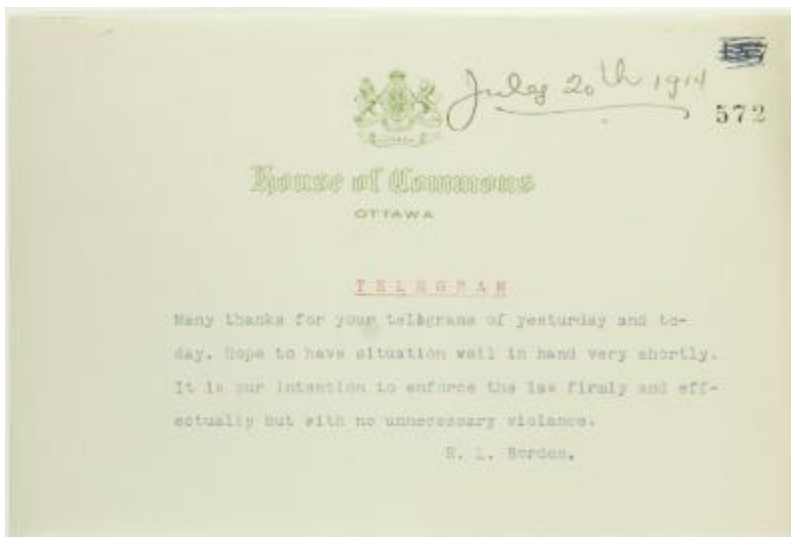 July 20th 1914
572
House of Commons
OTTAWA
TELEGRAM
Many thanks for your telegrams of yesturday and to-
day. Hope to have situation well in hand very shortly.
It is our intention to enforce the law firmly and eff-
ectually but with no unnecessary violence.
R. L. Borden.